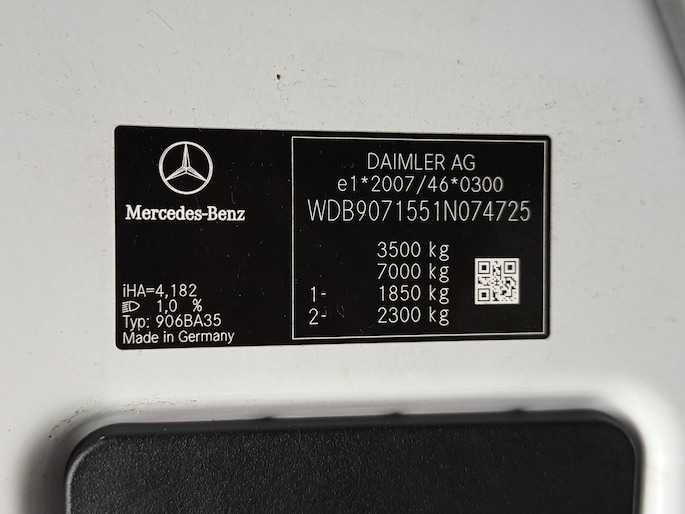 Mercedes-Benz
iHA=4,182
1,0 %
Typ: 906BA35
Made in Germany
DAIMLER AG
e1*2007/46*0300
WDB9071551N074725
3500 kg
7000 kg
1- 1850 kg
2- 2300 kg